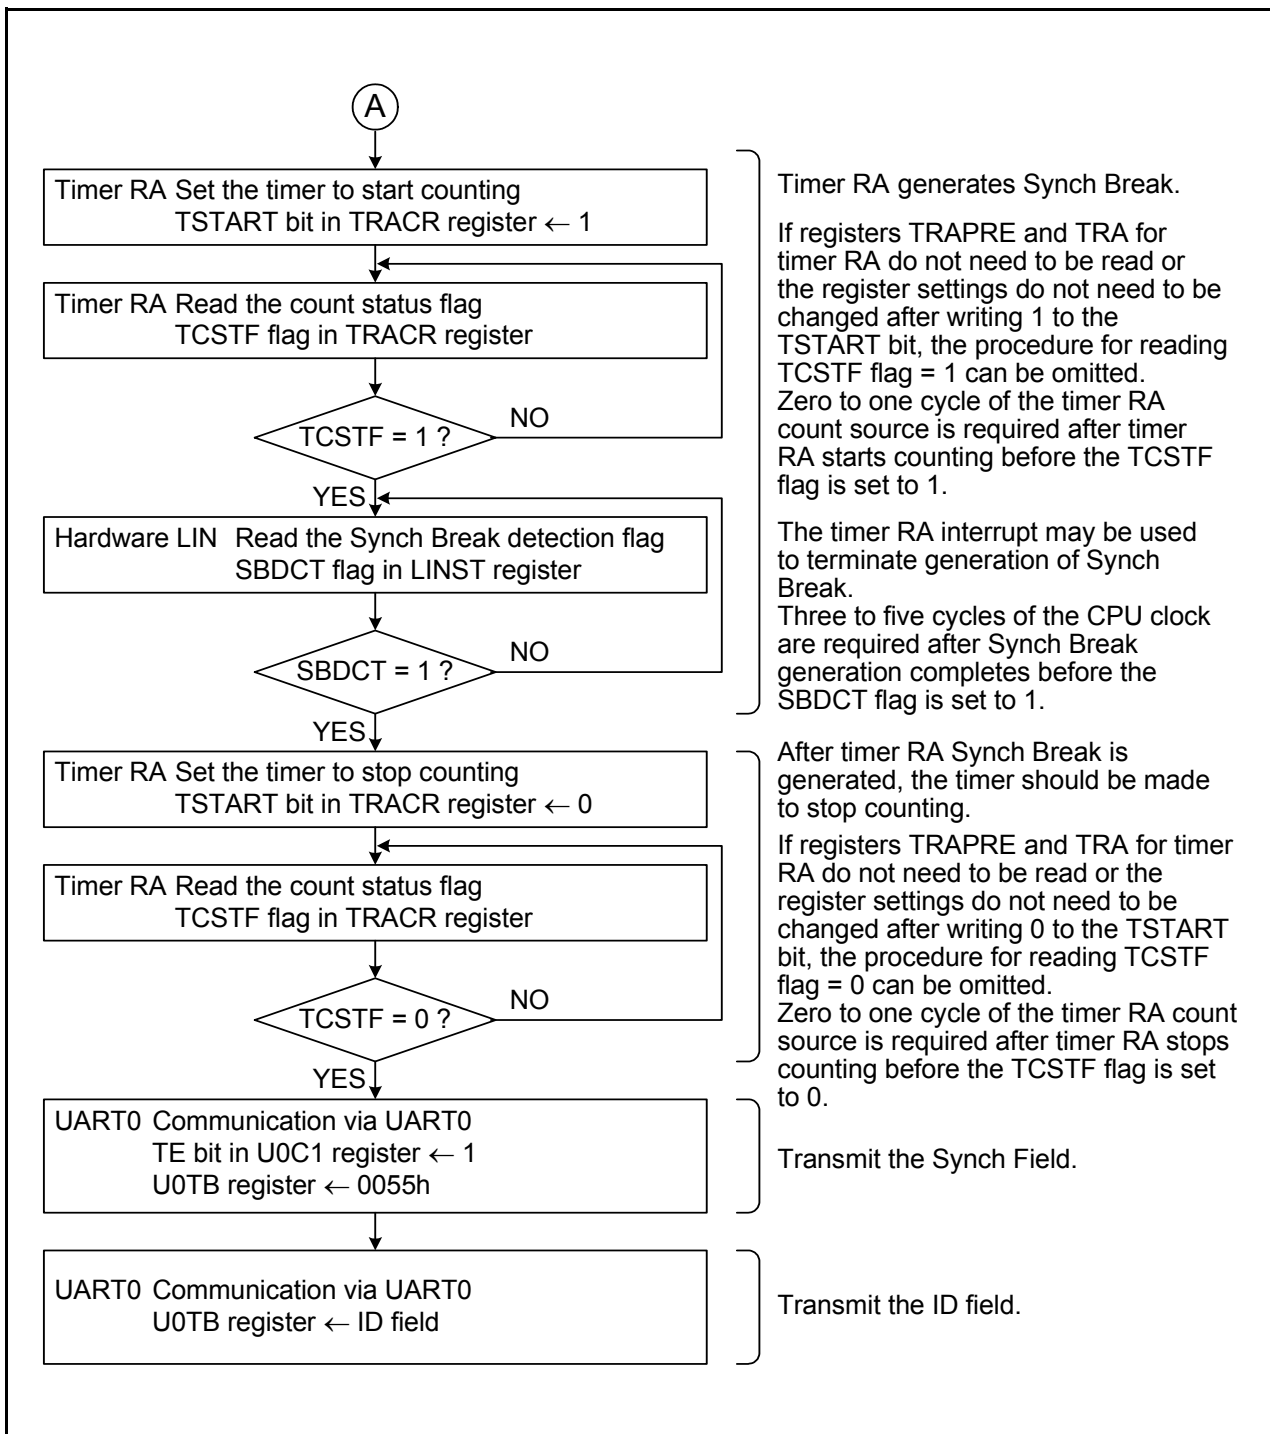 A
Timer RA Set the timer to start counting
TSTART bit in TRACR register ← 1
Timer RA Read the count status flag
TCSTF flag in TRACR register
TCSTF = 1 ?
NO
YES
Hardware LIN Read the Synch Break detection flag
SBDCT flag in LINST register
SBDCT = 1 ?
NO
YES
Timer RA generates Synch Break.
If registers TRAPRE and TRA for
timer RA do not need to be read or
the register settings do not need to be
changed after writing 1 to the
TSTART bit, the procedure for reading
TCSTF flag = 1 can be omitted.
Zero to one cycle of the timer RA
count source is required after timer
RA starts counting before the TCSTF
flag is set to 1.
The timer RA interrupt may be used
to terminate generation of Synch
Break.
Three to five cycles of the CPU clock
are required after Synch Break
generation completes before the
SBDCT flag is set to 1.
Timer RA Set the timer to stop counting
TSTART bit in TRACR register ← 0
Timer RA Read the count status flag
TCSTF flag in TRACR register
TCSTF = 0 ?
NO
YES
After timer RA Synch Break is
generated, the timer should be made
to stop counting.
If registers TRAPRE and TRA for timer
RA do not need to be read or the
register settings do not need to be
changed after writing 0 to the TSTART
bit, the procedure for reading TCSTF
flag = 0 can be omitted.
Zero to one cycle of the timer RA count
source is required after timer RA stops
counting before the TCSTF flag is set
to 0.
UART0 Communication via UART0
TE bit in U0C1 register ← 1
U0TB register ← 0055h
Transmit the Synch Field.
UART0 Communication via UART0
U0TB register ← ID field
Transmit the ID field.